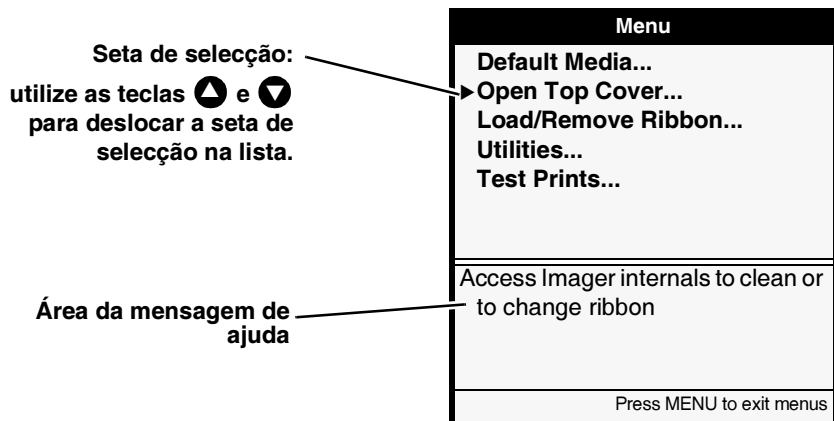 Seta de selecção:
utilize as teclas e
para deslocar a seta de
selecção na lista.
Área da mensagem de
ajuda
Menu
Default Media...
Open Top Cover...
Load/Remove Ribbon...
Utilities...
Test Prints...
Access Imager internals to clean or
to change ribbon
Press MENU to exit menus